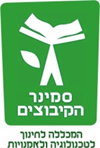 סמינר
הקיבוצים
המכללה לחינוך
לטכנולוגיה ולאמנויות